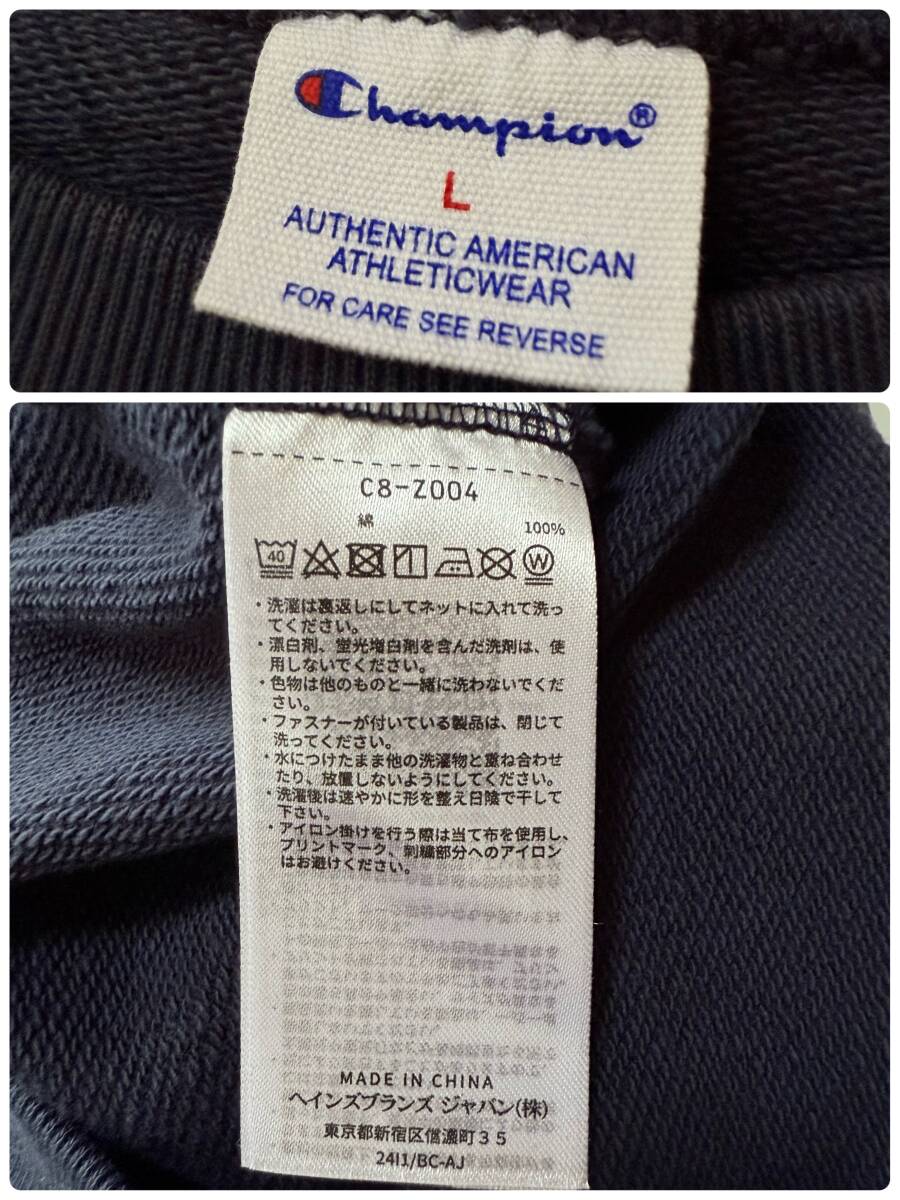 Champion®
L
AUTHENTIC AMERICAN
ATHLETICWEAR
FOR CARE SEE REVERSE
C8-Z004
綿 100%
40 W
・洗濯は裏返しにしてネットに入れて洗っ
てください。
・漂白剤、蛍光増白剤を含んだ洗剤は、使
用しないでください。
・色物は他のものと一緒に洗わないでくだ
さい。
・ファスナーが付いている製品は、閉じて
洗ってください。
・水につけたまま他の洗濯物と重ね合わせ
たり、放置しないようにしてください。
・洗濯後は速やかに形を整え日陰で干して
下さい。
・アイロン掛けを行う際は当て布を使用し、
プリントマーク、刺繍部分へのアイロン
はお避けください。
MADE IN CHINA
ヘインズブランズ ジャパン(株)
東京都新宿区信濃町35
24I1/BC-AJ